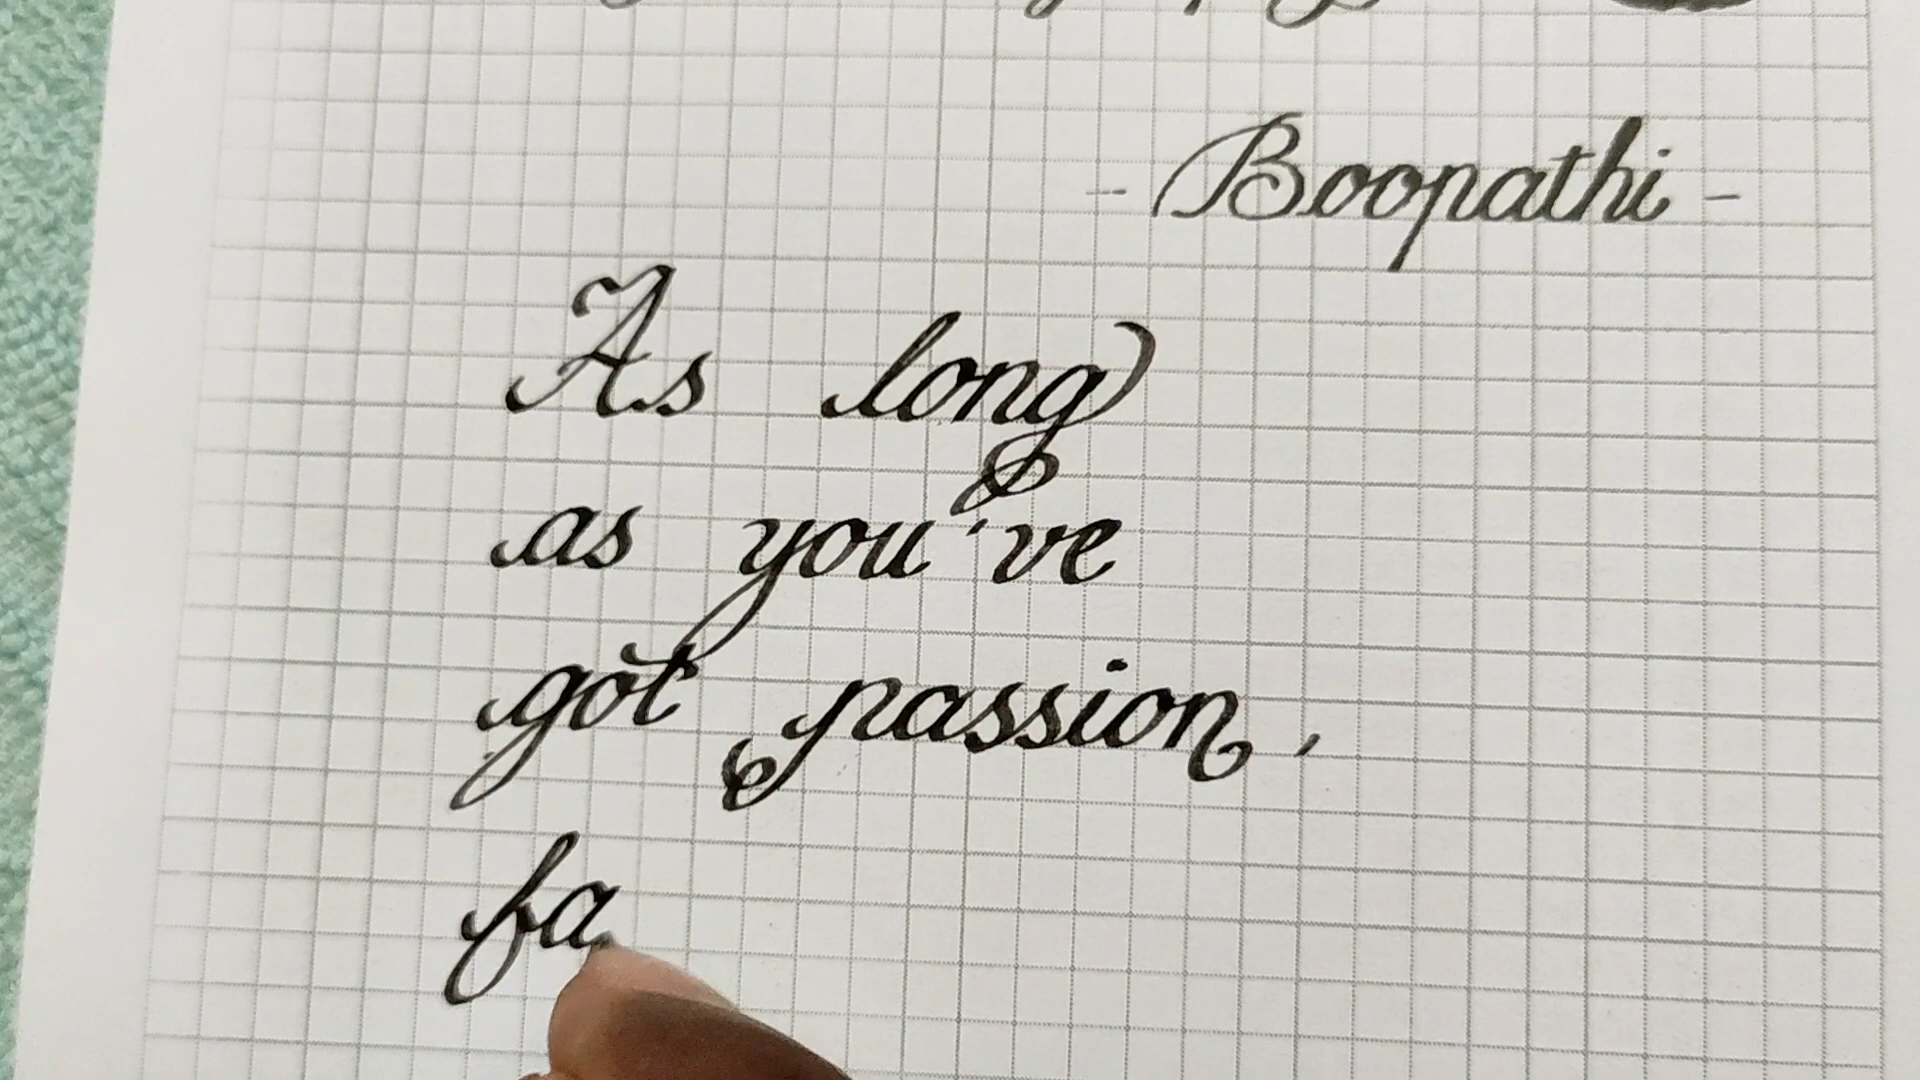 - Boopathi -
As long
as you've
got passion,
fa